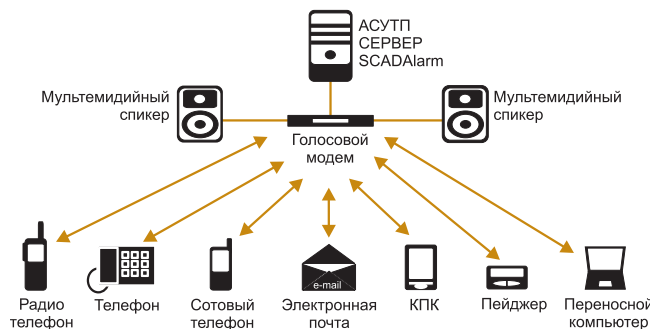 АСУТП
СЕРВЕР
SCADAlarm
Мультемидийный
спикер
Мультемидийный
спикер
Голосовой
модем
e-mail
Радио
телефон
Телефон
Сотовый
телефон
Электронная
почта
КПК
Пейджер
Переносной
компьютер